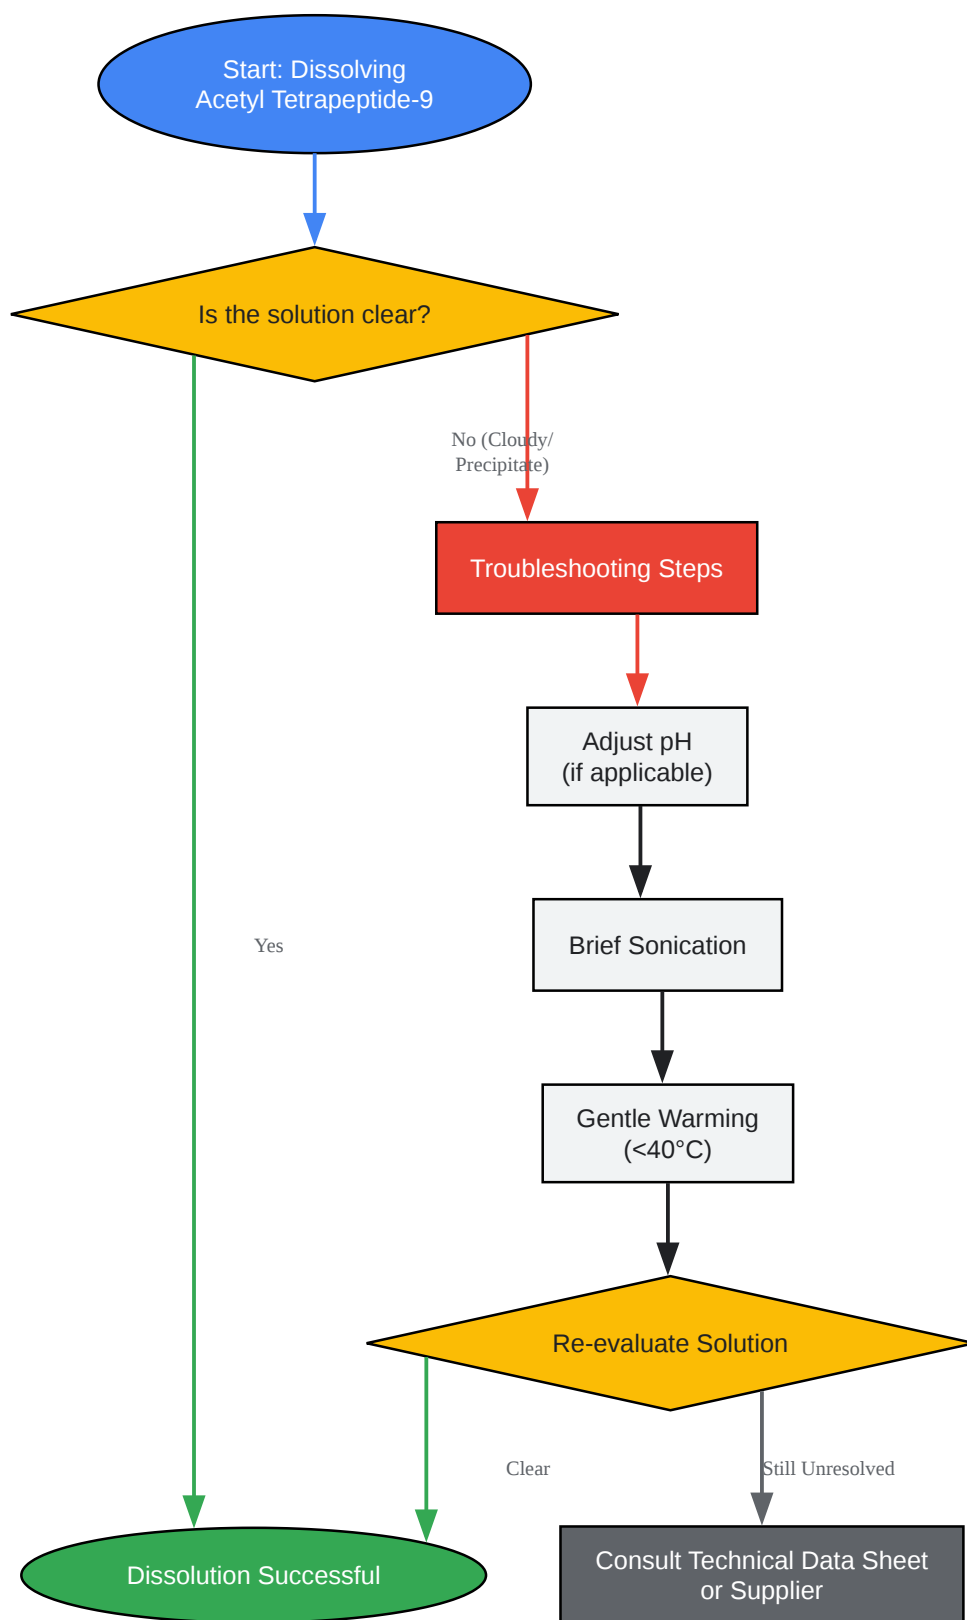 Start: Dissolving
Acetyl Tetrapeptide-9
Is the solution clear?
No (Cloudy/
Precipitate)
Troubleshooting Steps
Adjust pH
(if applicable)
Brief Sonication
Yes
Gentle Warming
(<40°C)
Re-evaluate Solution
Clear
Still Unresolved
Dissolution Successful
Consult Technical Data Sheet
or Supplier